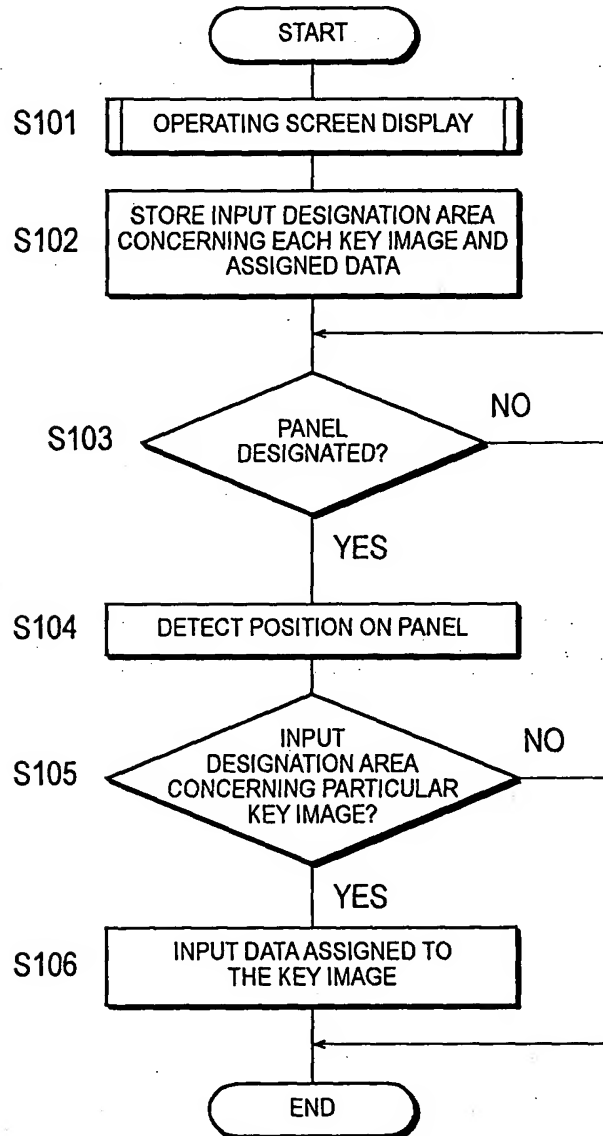 START
S101
OPERATING SCREEN DISPLAY
S102
STORE INPUT DESIGNATION AREA
CONCERNING EACH KEY IMAGE AND
ASSIGNED DATA
S103
PANEL
DESIGNATED?
NO
YES
S104
DETECT POSITION ON PANEL
S105
INPUT
DESIGNATION AREA
CONCERNING PARTICULAR
KEY IMAGE?
NO
YES
S106
INPUT DATA ASSIGNED TO
THE KEY IMAGE
END